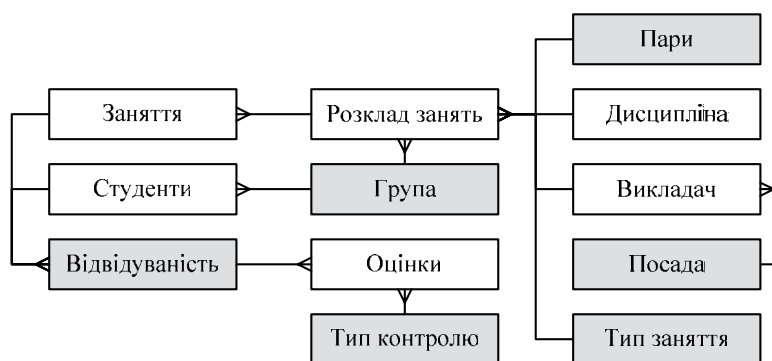 Пари
Заняття
Розклад занять
Дисципліна
Студенти
Група
Викладач
Відвідуваність
Оцінки
Посада
Тип контролю
Тип заняття